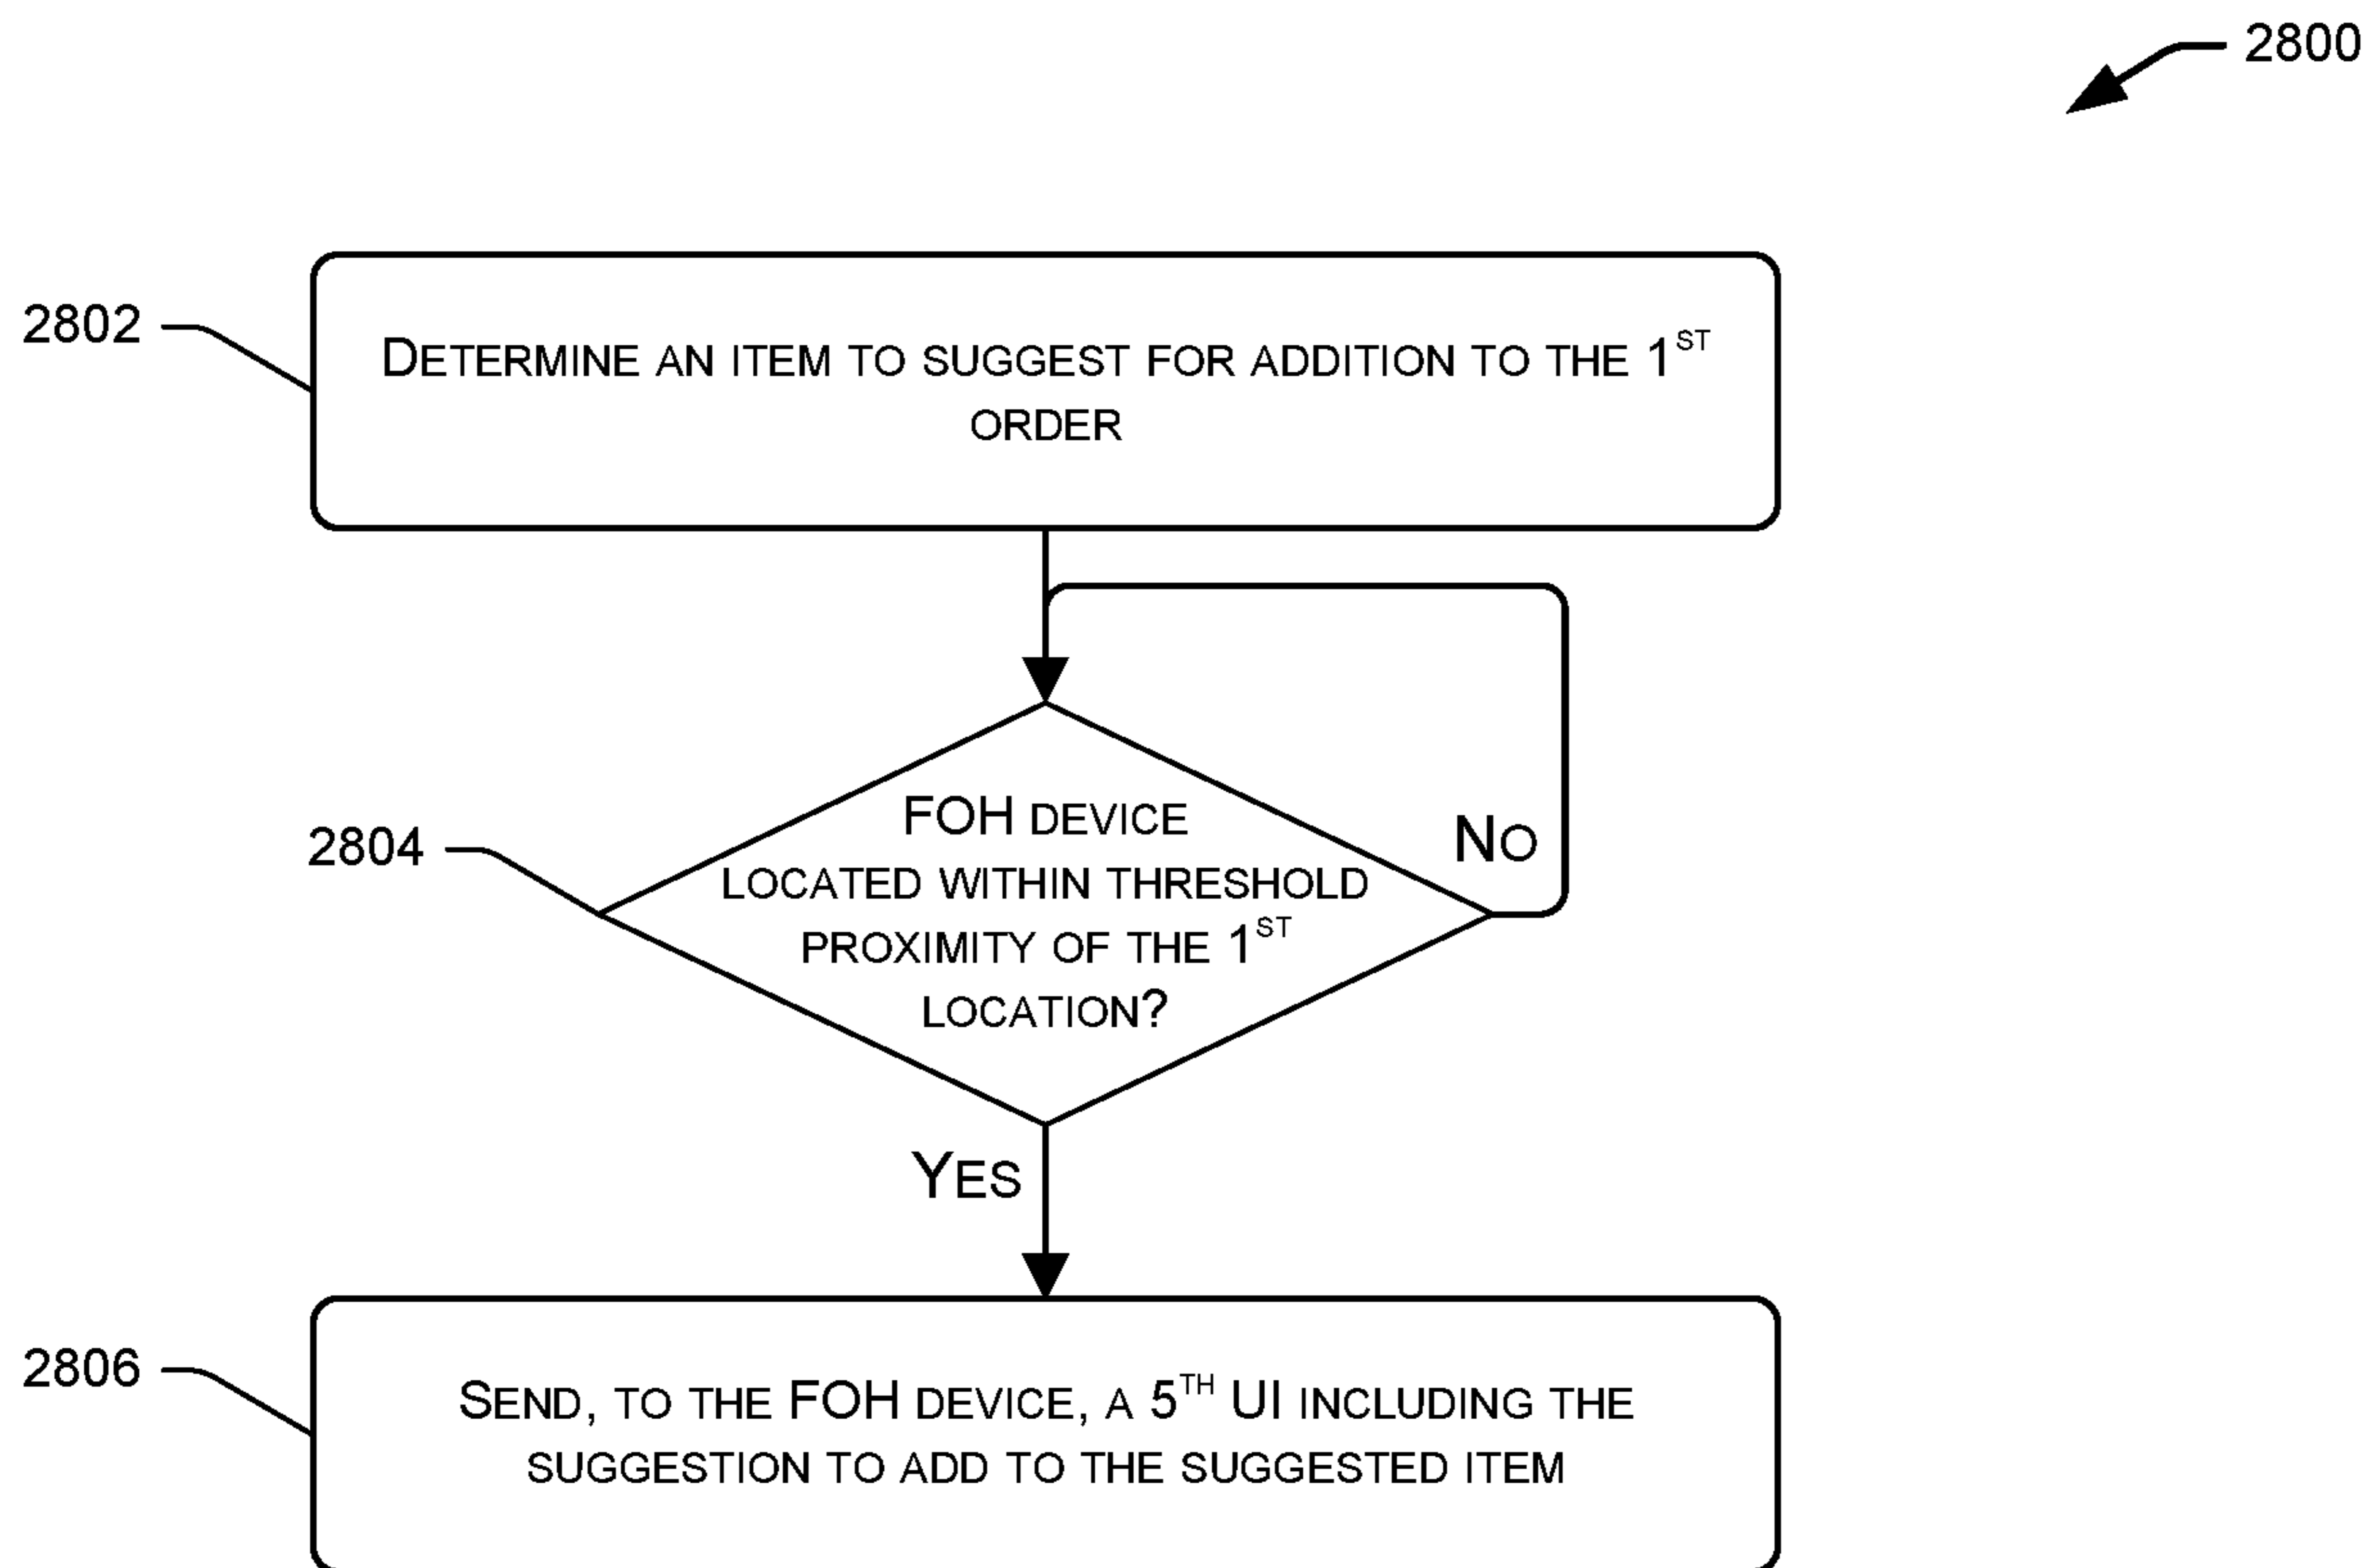 2800
2802
Determine an item to suggest for addition to the 1st
order
2804
FOH device
located within threshold
proximity of the 1st
location?
No
Yes
2806
Send, to the FOH device, a 5th UI including the
suggestion to add to the suggested item